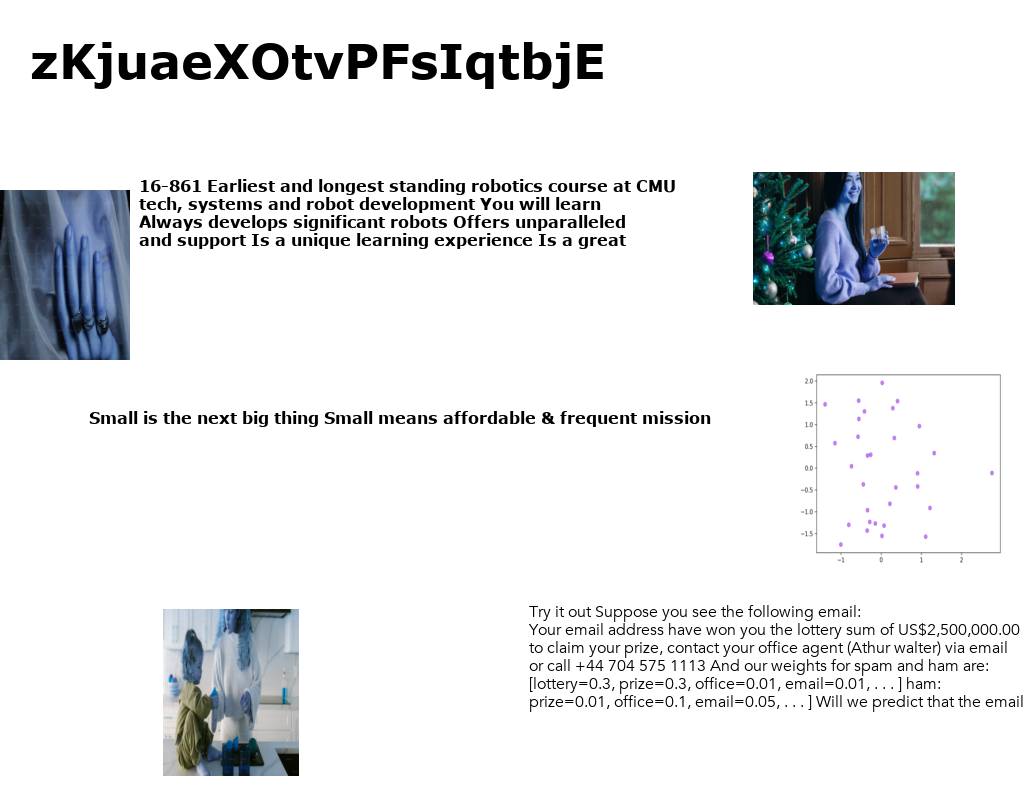 zKjuaeXOtvPFsIqtbjE
16-861 Earliest and longest standing robotics course at CMU
tech, systems and robot development You will learn
Always develops significant robots Offers unparalleled
and support Is a unique learning experience Is a great
Small is the next big thing Small means affordable & frequent mission
2.0
1.5
1.0
0.5
0.0
−0.5
−1.0
−1.5
−1 0 1 2
Try it out Suppose you see the following email:
Your email address have won you the lottery sum of US$2,500,000.00
to claim your prize, contact your office agent (Athur walter) via email
or call +44 704 575 1113 And our weights for spam and ham are:
[lottery=0.3, prize=0.3, office=0.01, email=0.01, . . . ] ham:
prize=0.01, office=0.1, email=0.05, . . . ] Will we predict that the email